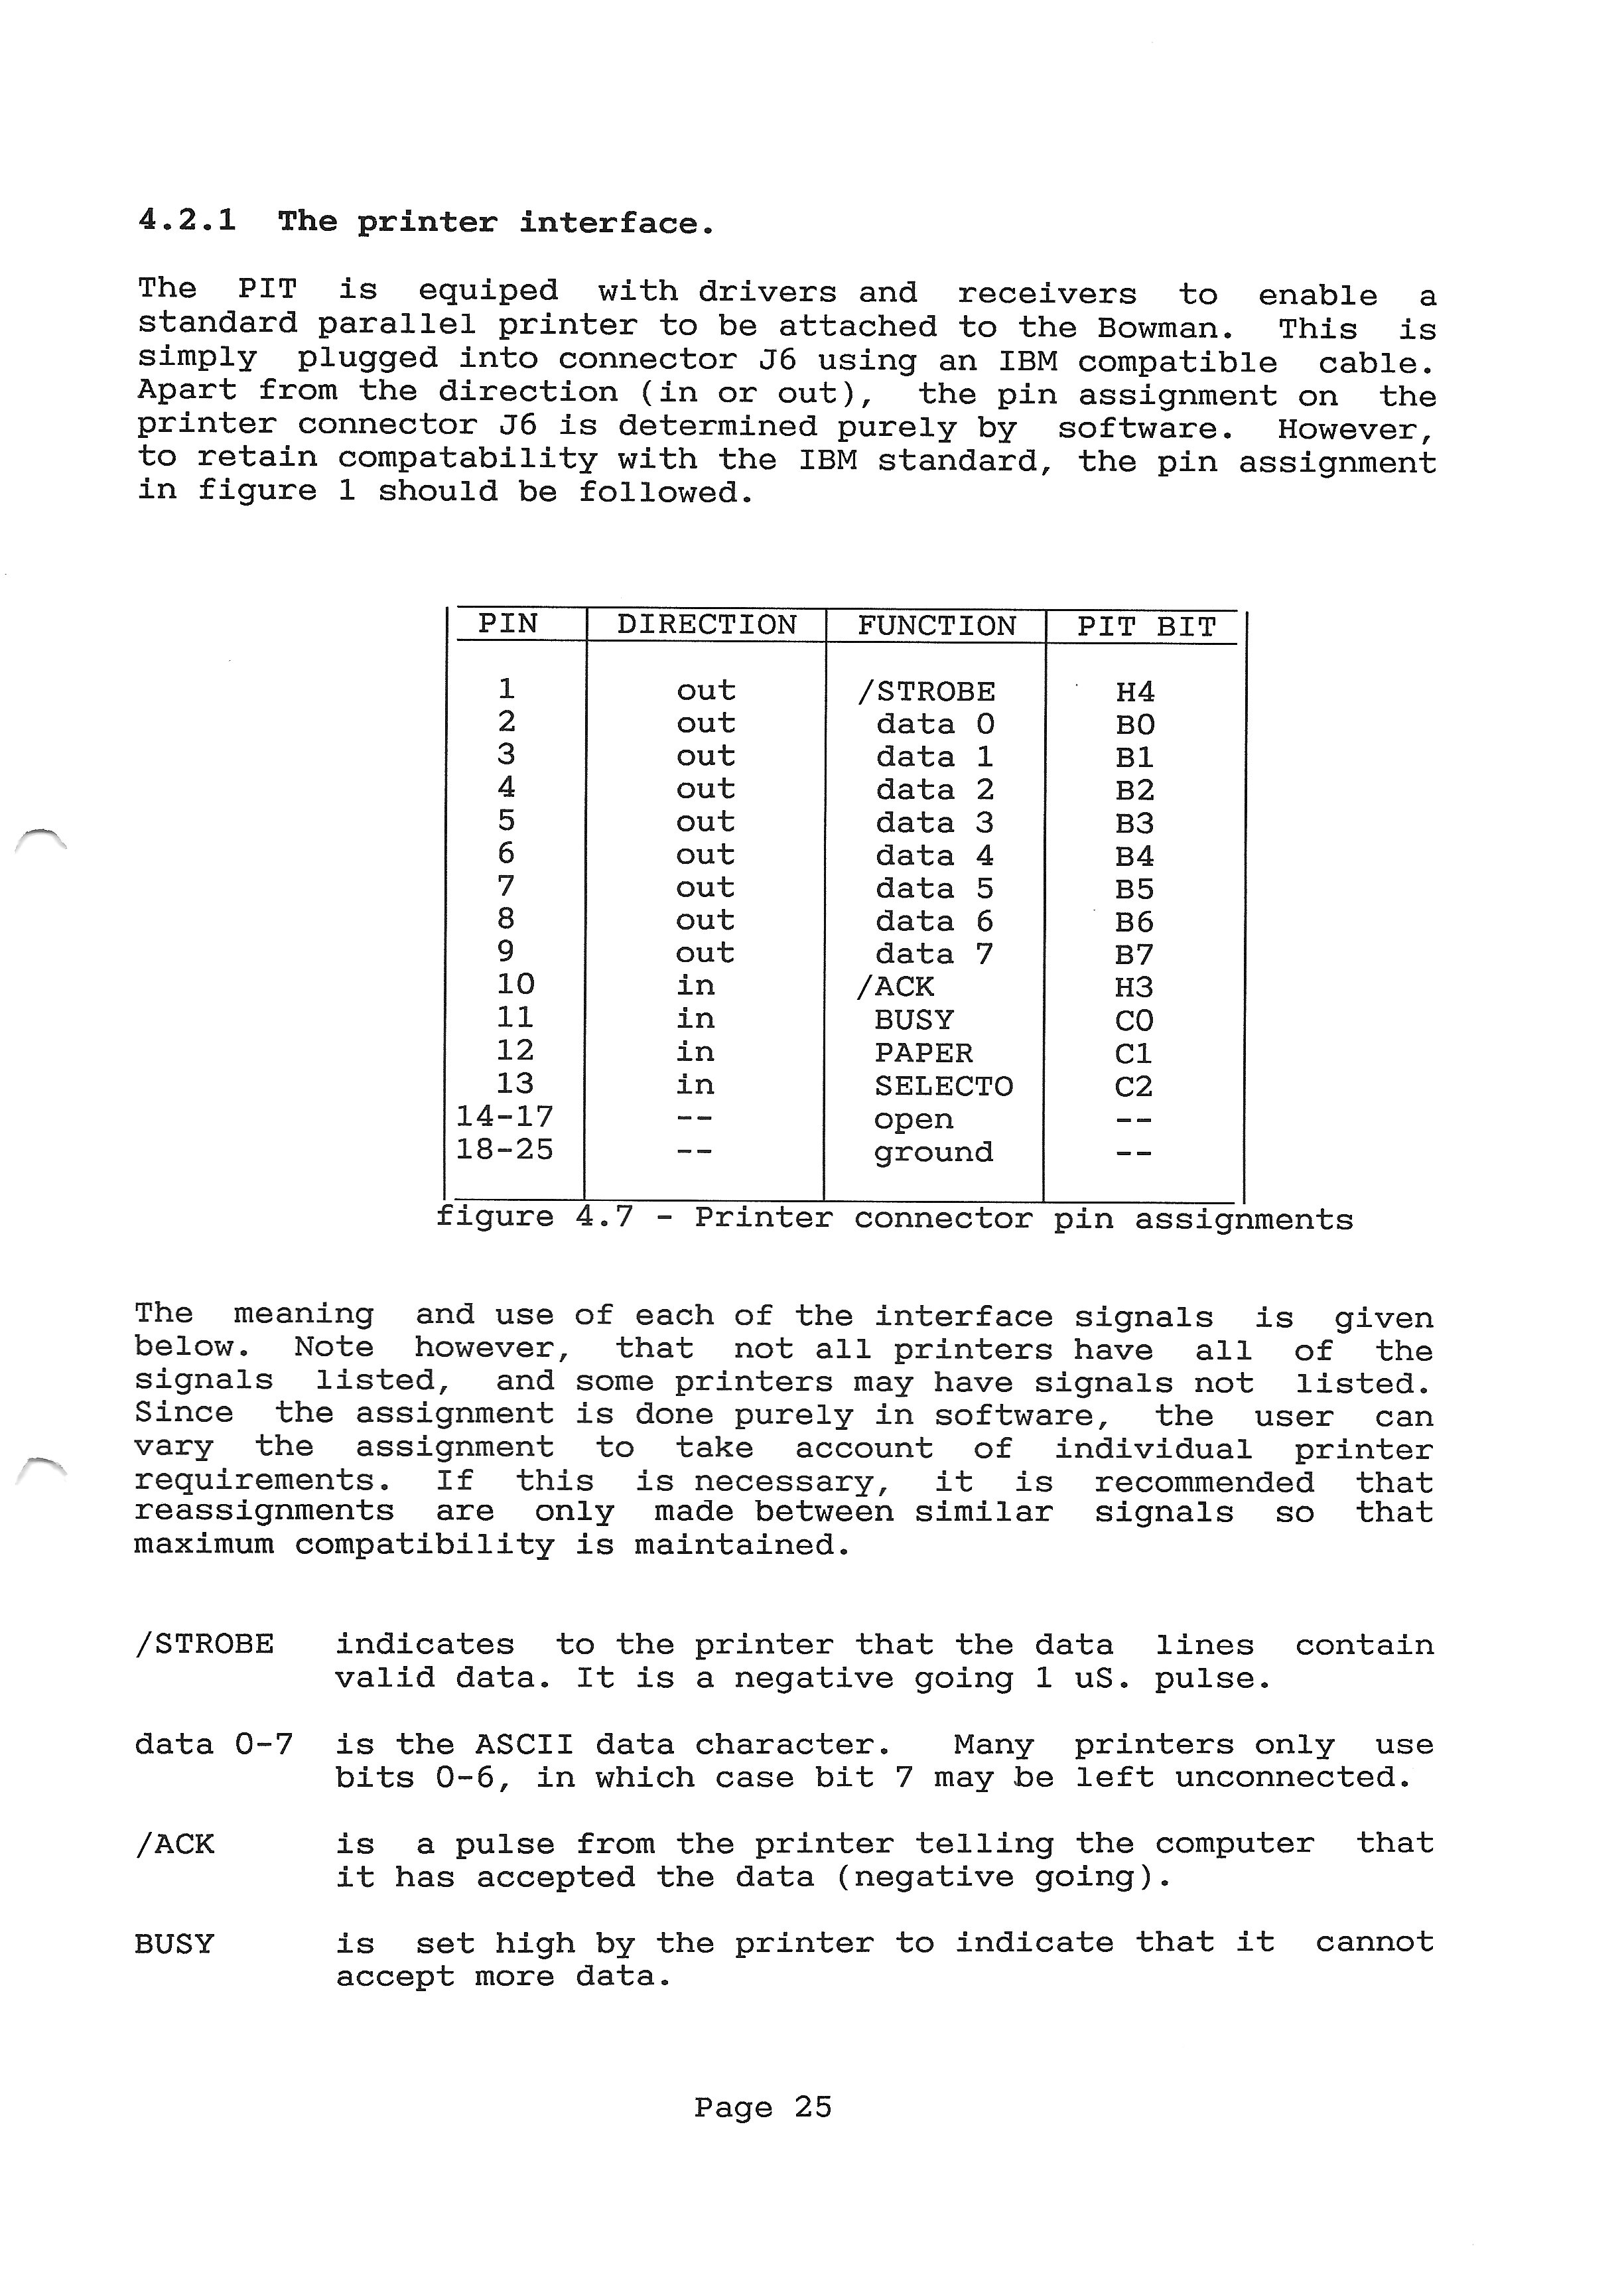 4.2.1 The printer interface.
The PIT is equiped with drivers and receivers to enable a
standard parallel printer to be attached to the Bowman. This is
simply plugged into connector J6 using an IBM compatible cable.
Apart from the direction (in or out), the pin assignment on the
printer connector J6 is determined purely by software. However,
to retain compatability with the IBM standard, the pin assignment
in figure 1 should be followed.
PIN DIRECTION FUNCTION PIT BIT
1 out /STROBE H4
2 out data 0 B0
3 out data 1 B1
4 out data 2 B2
5 out data 3 B3
6 out data 4 B4
7 out data 5 B5
8 out data 6 B6
9 out data 7 B7
10 in /ACK H3
11 in BUSY C0
12 in PAPER C1
13 in SELECTO C2
14-17 -- open --
18-25 -- ground --
figure 4.7 - Printer connector pin assignments
The meaning and use of each of the interface signals is given
below. Note however, that not all printers have all of the
signals listed, and some printers may have signals not listed.
Since the assignment is done purely in software, the user can
vary the assignment to take account of individual printer
requirements. If this is necessary, it is recommended that
reassignments are only made between similar signals so that
maximum compatibility is maintained.
/STROBE indicates to the printer that the data lines contain
valid data. It is a negative going 1 uS. pulse.
data 0-7 is the ASCII data character. Many printers only use
bits 0-6, in which case bit 7 may be left unconnected.
/ACK is a pulse from the printer telling the computer that
it has accepted the data (negative going).
BUSY is set high by the printer to indicate that it cannot
accept more data.
Page 25